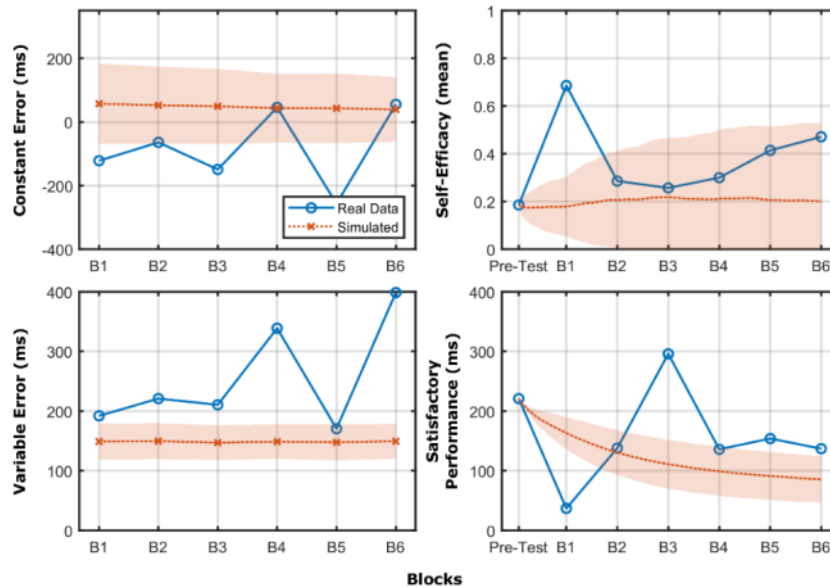 Constant Error (ms)
200
0
-200
-400
B1 B2 B3 B4 B5 B6
Real Data
Simulated
Self-Efficacy (mean)
1
0.8
0.6
0.4
0.2
0
Pre-Test B1 B2 B3 B4 B5 B6
Variable Error (ms)
400
300
200
100
0
B1 B2 B3 B4 B5 B6
Satisfactory
Performance (ms)
400
300
200
100
0
Pre-Test B1 B2 B3 B4 B5 B6
Blocks